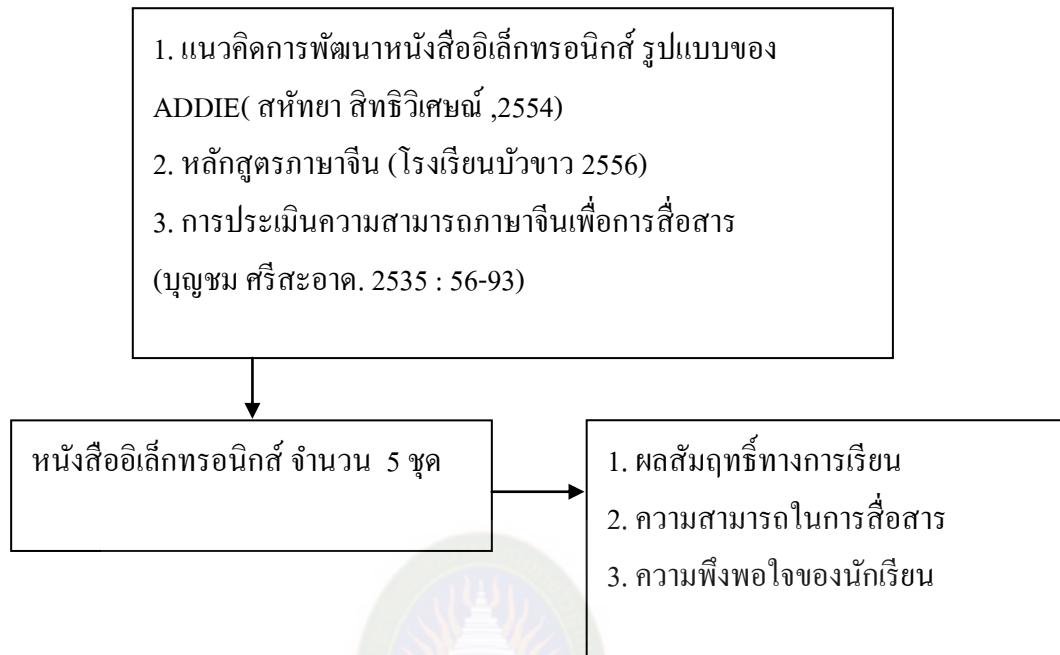 1. แนวคิดการพัฒนาหนังสืออิเล็กทรอนิกส์ รูปแบบของ
ADDIE( สหัทยา สิทธิวิเศษณ์ ,2554)
2. หลักสูตรภาษาจีน (โรงเรียนบัวขาว 2556)
3. การประเมินความสามารถภาษาจีนเพื่อการสื่อสาร
(บุญชม ศรีสะอาด. 2535 : 56-93)
หนังสืออิเล็กทรอนิกส์ จำนวน 5 ชุด
1. ผลสัมฤทธิ์ทางการเรียน
2. ความสามารถในการสื่อสาร
3. ความพึงพอใจของนักเรียน